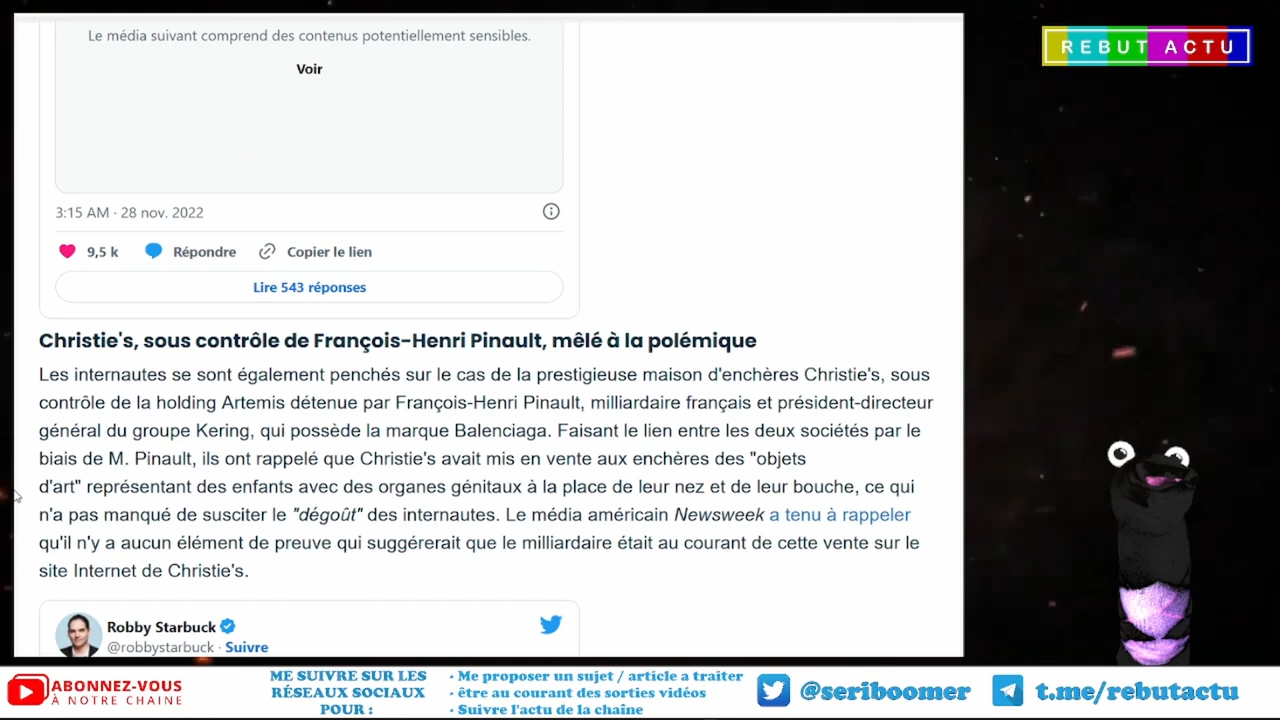 Le média suivant comprend des contenus potentiellement sensibles.
Voir
REBUT ACTU
3:15 AM · 28 nov. 2022
9,5 k Répondre Copier le lien
Lire 543 réponses
Christie's, sous contrôle de François-Henri Pinault, mêlé à la polémique
Les internautes se sont également penchés sur le cas de la prestigieuse maison d'enchères Christie's, sous
contrôle de la holding Artemis détenue par François-Henri Pinault, milliardaire français et président-directeur
général du groupe Kering, qui possède la marque Balenciaga. Faisant le lien entre les deux sociétés par le
biais de M. Pinault, ils ont rappelé que Christie's avait mis en vente aux enchères des "objets
d'art" représentant des enfants avec des organes génitaux à la place de leur nez et de leur bouche, ce qui
n'a pas manqué de susciter le "dégoût" des internautes. Le média américain Newsweek a tenu à rappeler
qu'il n'y a aucun élément de preuve qui suggérerait que le milliardaire était au courant de cette vente sur le
site Internet de Christie's.
Robby Starbuck
@robbystarbuck · Suivre
ABONNEZ-VOUS
À NOTRE CHAINE
ME SUIVRE SUR LES
RÉSEAUX SOCIAUX
POUR :
· Me proposer un sujet / article a traiter
· être au courant des sorties vidéos
· Suivre l'actu de la chaîne
@seriboomer
t.me/rebutactu